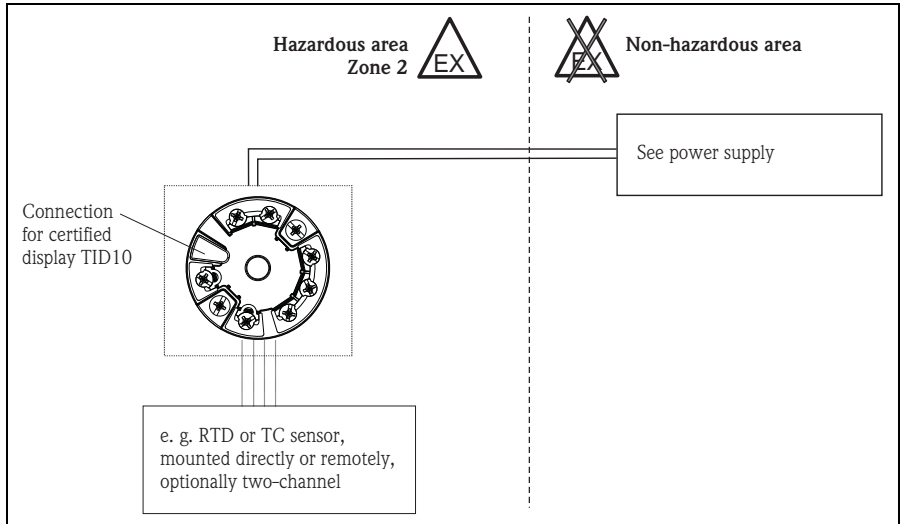 Hazardous area
Zone 2
EX
EX
Non-hazardous area
See power supply
Connection
for certified
display TID10
e. g. RTD or TC sensor,
mounted directly or remotely,
optionally two-channel